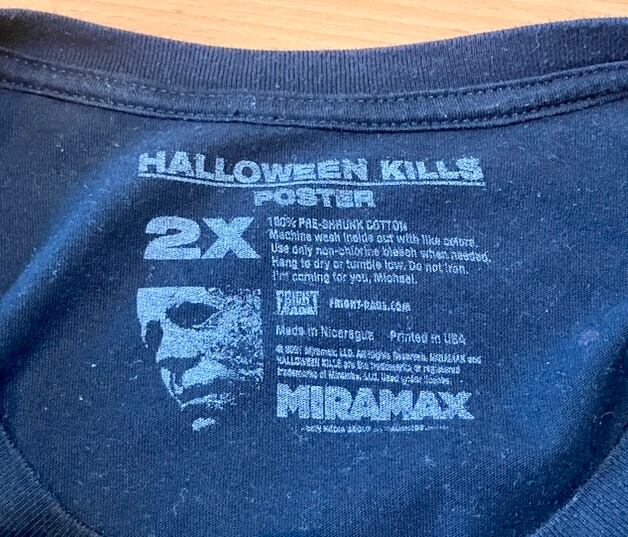 HALLOWEEN KILLS
POSTER
2X
100% PRE-SHRUNK COTTON
Machine wash inside out with like colors.
Use only non-chlorine bleach when needed.
Hang to dry or tumble low. Do not iron.
I'm coming for you, Michael.
FRIGHT
RAGS
FRIGHT-RAGS.COM
Made in Nicaragua Printed in USA
© 2021 Miramax, LLC. All Rights Reserved. MIRAMAX and
HALLOWEEN KILLS are the trademarks or registered
trademarks of Miramax, LLC. Used under license.
MIRAMAX